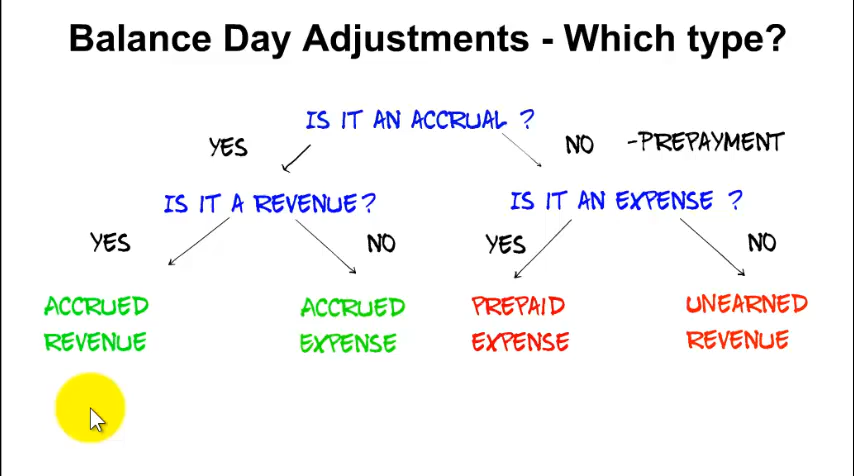 Balance Day Adjustments - Which type?
IS IT AN ACCRUAL ?
YES
NO -PREPAYMENT
IS IT A REVENUE?
IS IT AN EXPENSE ?
YES
NO
YES
NO
ACCRUED
REVENUE
ACCRUED
EXPENSE
PREPAID
EXPENSE
UNEARNED
REVENUE